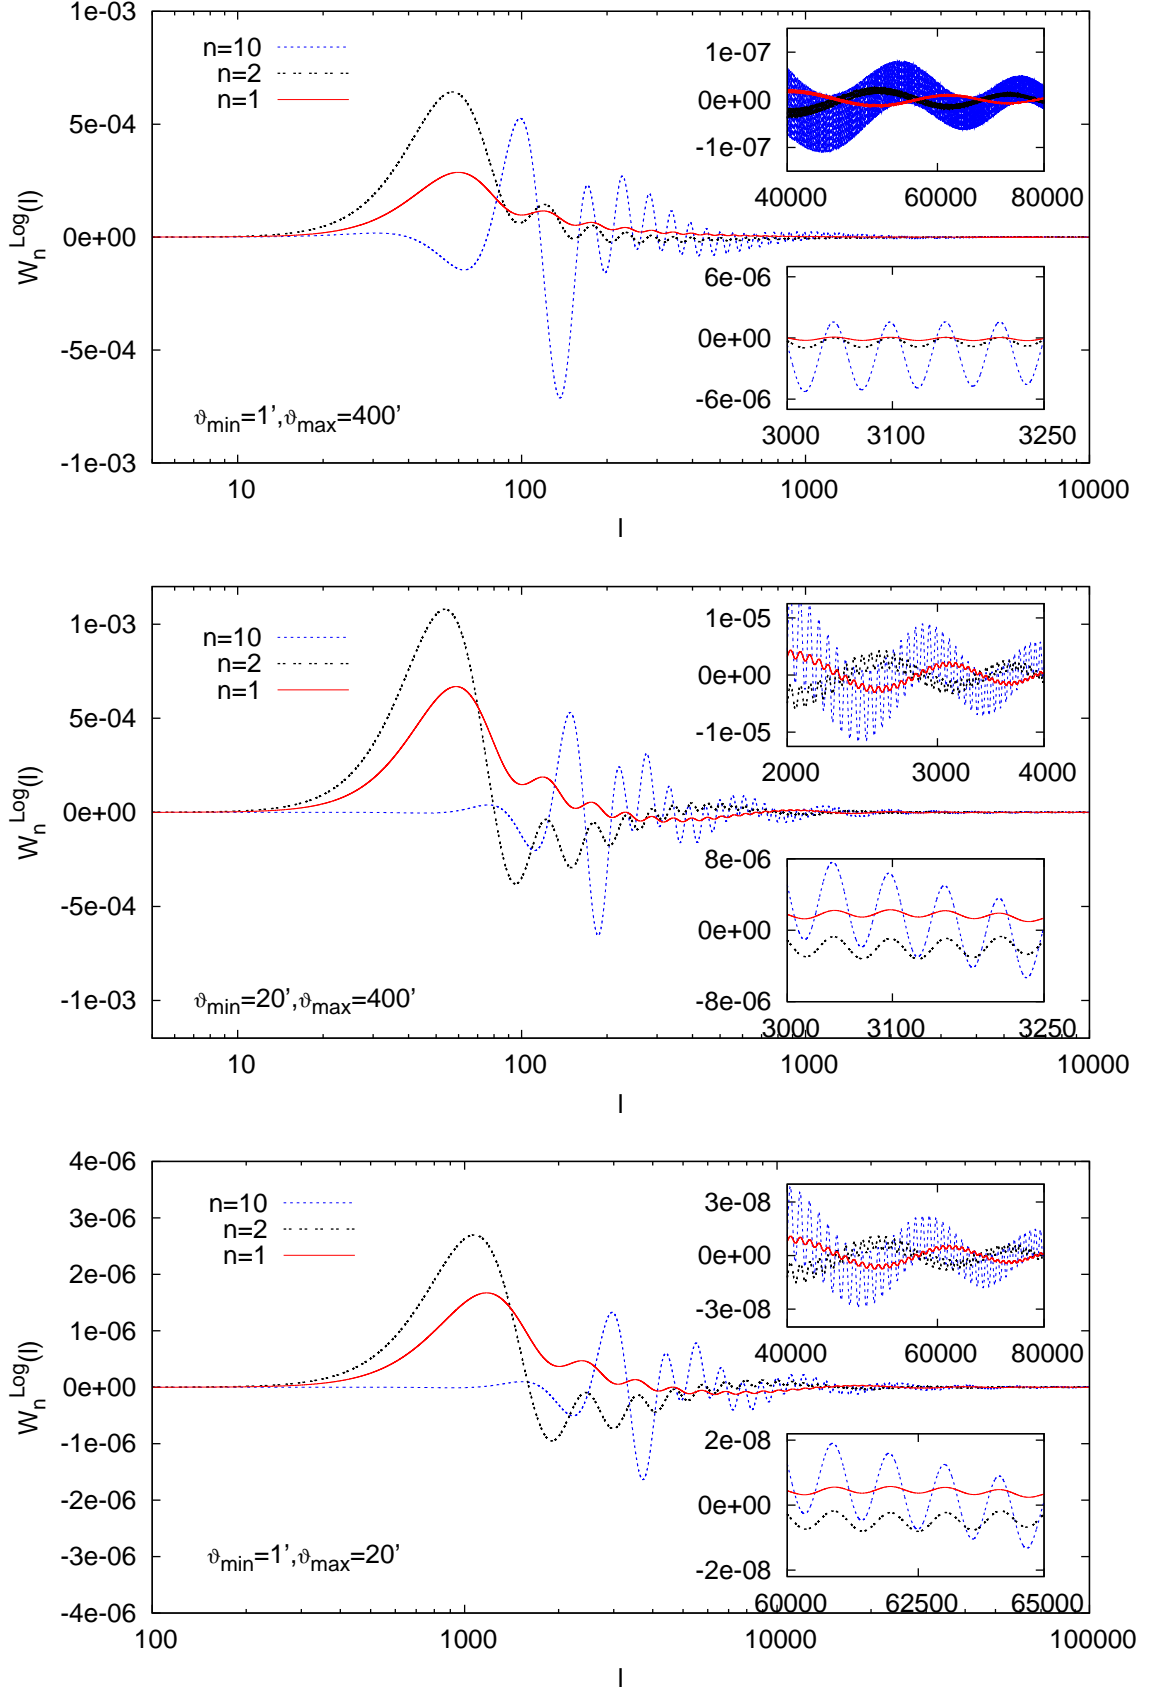 1e-03
5e-04
0e+00
-5e-04
-1e-03
W_n^Log(l)
n=10
n=2
n=1
1e-07
0e+00
-1e-07
40000 60000 80000
6e-06
0e+00
-6e-06
3000 3100 3250
ϑmin=1',ϑmax=400'
10 100 1000 10000
l
1e-03
5e-04
0e+00
-5e-04
-1e-03
W_n^Log(l)
n=10
n=2
n=1
1e-05
0e+00
-1e-05
2000 3000 4000
8e-06
0e+00
-8e-06
3000 3100 3250
ϑmin=20',ϑmax=400'
10 100 1000 10000
l
4e-06
3e-06
2e-06
1e-06
0e+00
-1e-06
-2e-06
-3e-06
-4e-06
W_n^Log(l)
n=10
n=2
n=1
3e-08
0e+00
-3e-08
40000 60000 80000
2e-08
0e+00
-2e-08
60000 62500 65000
ϑmin=1',ϑmax=20'
100 1000 10000 100000
l